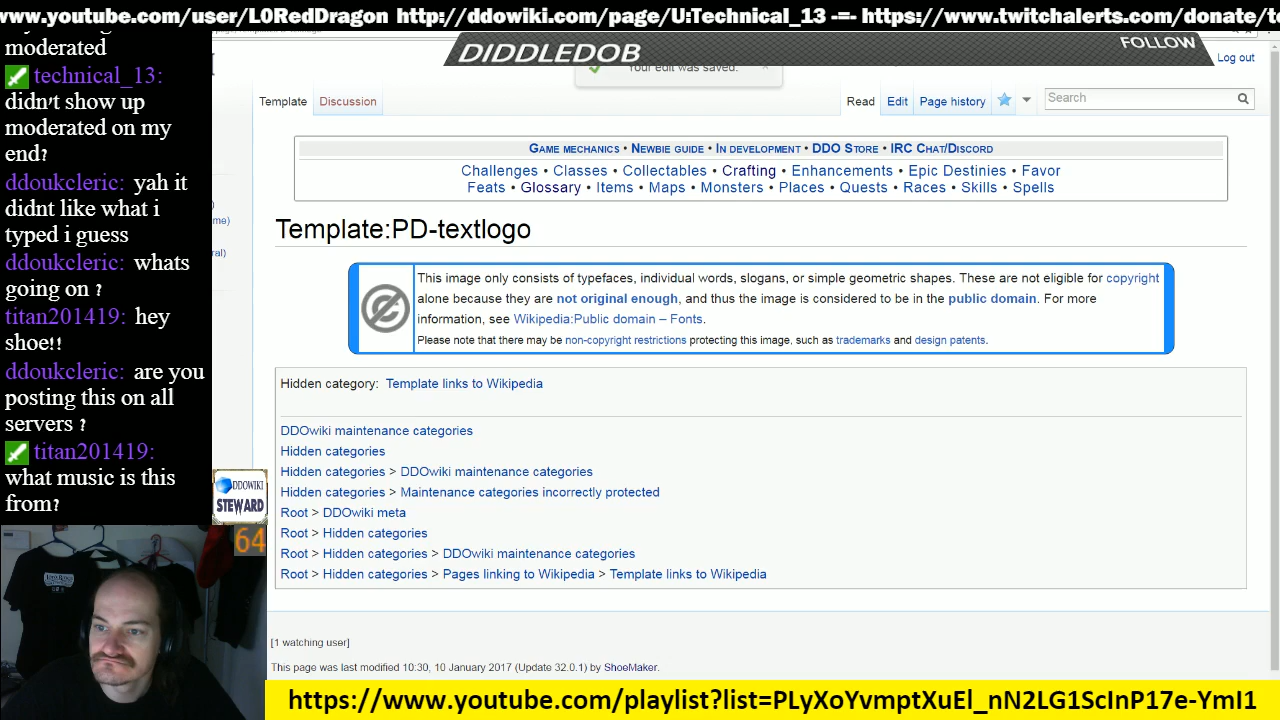 www.youtube.com/user/L0RedDragon http://ddowiki.com/page/U:Technical_13 -=- https://www.twitchalerts.com/donate/
DIDDLEDOB
FOLLOW
Your edit was saved.
Log out
moderated
technical_13:
didn't show up
moderated on my
end?
ddoukcleric: yah it
didnt like what i
typed i guess
ddoukcleric: whats
going on ?
titan201419: hey
shoe!!
ddoukcleric: are you
posting this on all
servers ?
titan201419:
what music is this
from?
DDOWIKI
STEWARD
64
Template Discussion Read Edit Page history Search
Game mechanics • Newbie guide • In development • DDO Store • IRC Chat/Discord
Challenges • Classes • Collectables • Crafting • Enhancements • Epic Destinies • Favor
Feats • Glossary • Items • Maps • Monsters • Places • Quests • Races • Skills • Spells
Template:PD-textlogo
This image only consists of typefaces, individual words, slogans, or simple geometric shapes. These are not eligible for copyright
alone because they are not original enough, and thus the image is considered to be in the public domain. For more
information, see Wikipedia:Public domain – Fonts.
Please note that there may be non-copyright restrictions protecting this image, such as trademarks and design patents.
Hidden category: Template links to Wikipedia
DDOwiki maintenance categories
Hidden categories
Hidden categories > DDOwiki maintenance categories
Hidden categories > Maintenance categories incorrectly protected
Root > DDOwiki meta
Root > Hidden categories
Root > Hidden categories > DDOwiki maintenance categories
Root > Hidden categories > Pages linking to Wikipedia > Template links to Wikipedia
[1 watching user]
This page was last modified 10:30, 10 January 2017 (Update 32.0.1) by ShoeMaker.
https://www.youtube.com/playlist?list=PLyXoYvmptXuEl_nN2LG1ScInP17e-YmI1